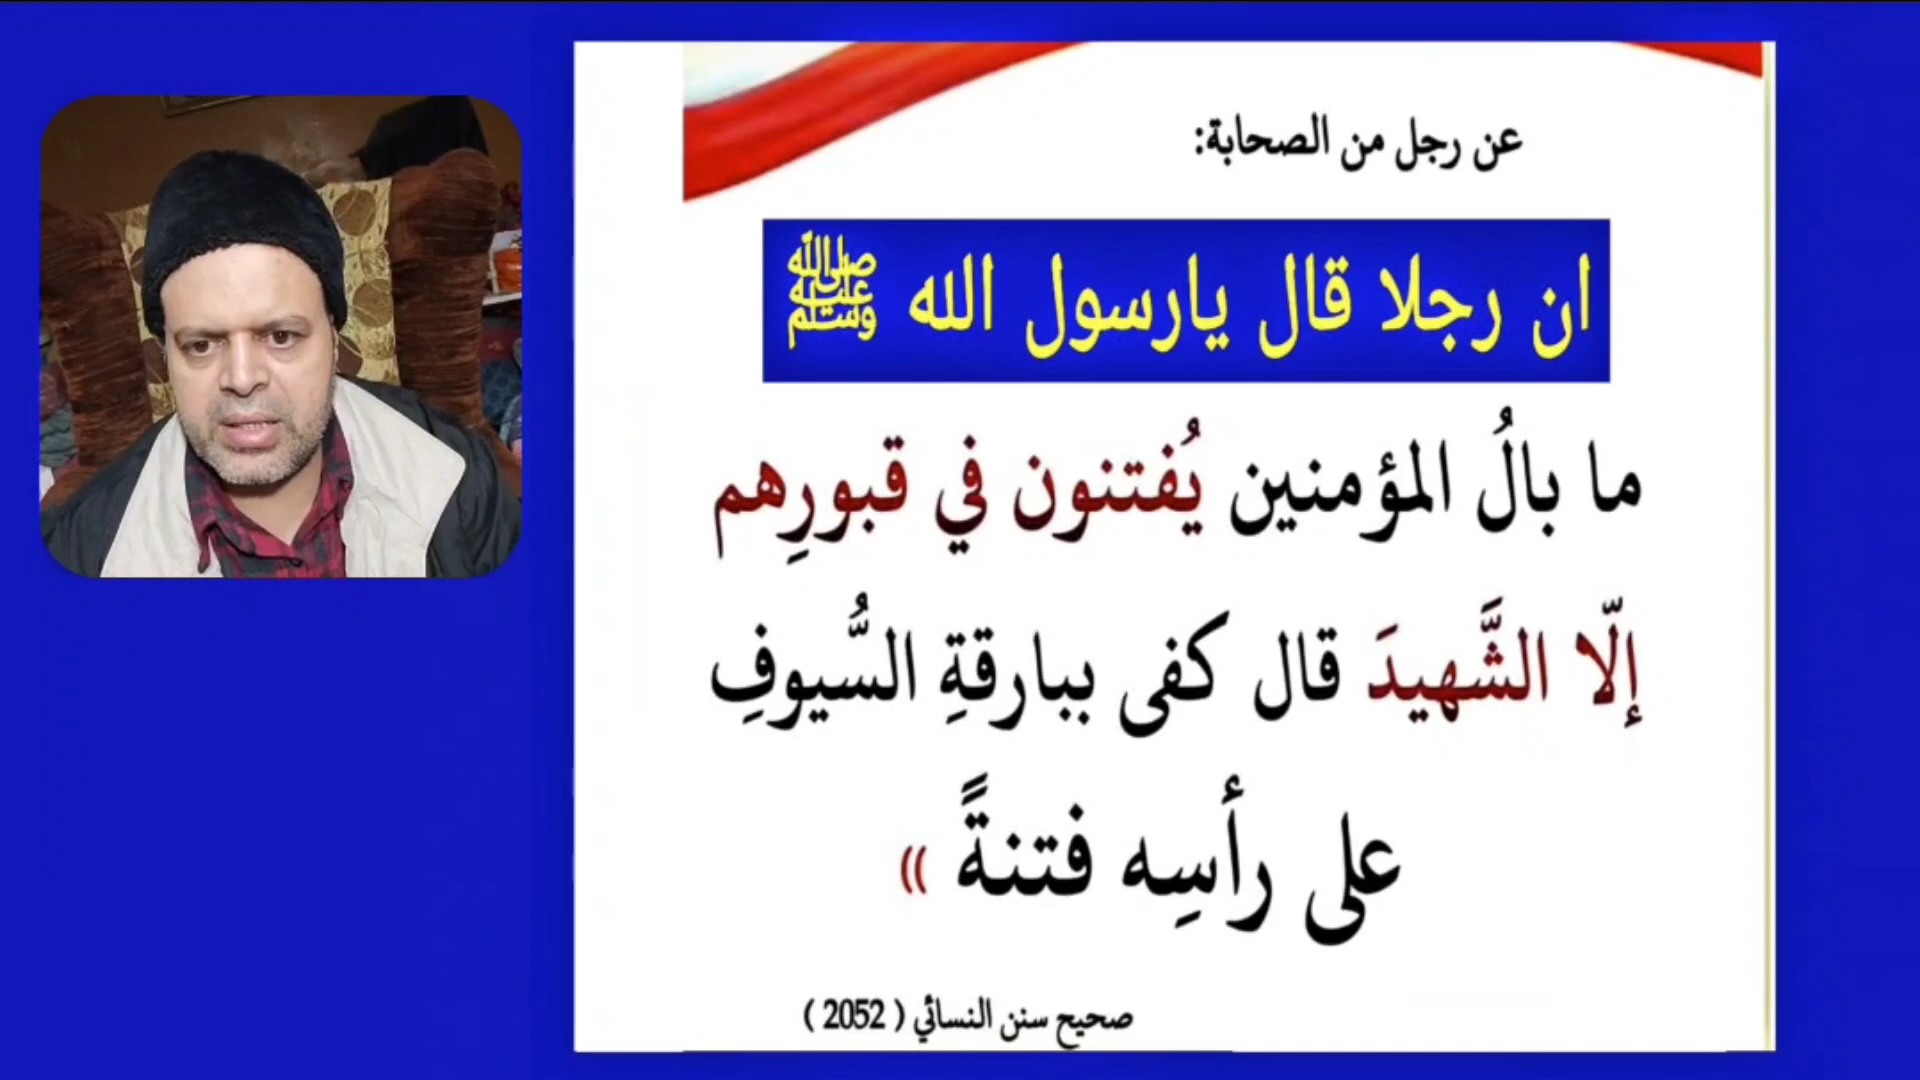 عن رجل من الصحابة:
ان رجلا قال يارسول الله ﷺ
ما بالُ المؤمنين يُفتنون في قبورِهم
إلّا الشَّهيدَ قال كفى ببارقةِ السُّيوفِ
على رأسِه فتنةً »
صحيح سنن النسائي ( 2052 )